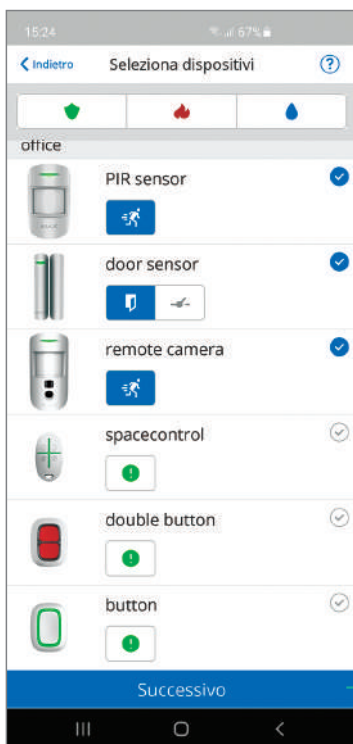 15:24 67%
Indietro Seleziona dispositivi ?
office
PIR sensor
door sensor
remote camera
spacecontrol
double button
button
Successivo